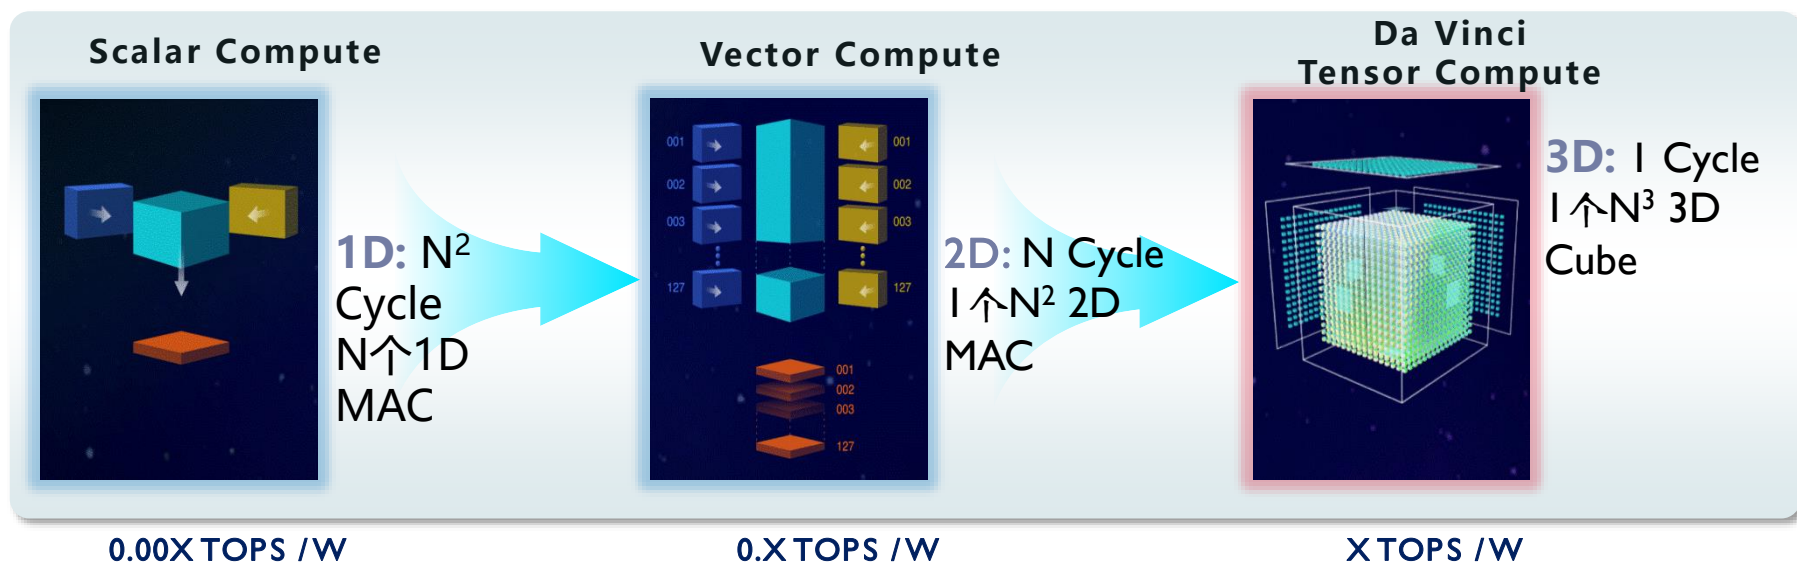 Scalar Compute
1D: N²
Cycle
N个1D
MAC
0.00X TOPS /W
Vector Compute
001
002
003
127
001
002
003
127
001
002
003
127
2D: N Cycle
1个N² 2D
MAC
0.X TOPS /W
Da Vinci
Tensor Compute
3D: 1 Cycle
1个N³ 3D
Cube
X TOPS /W